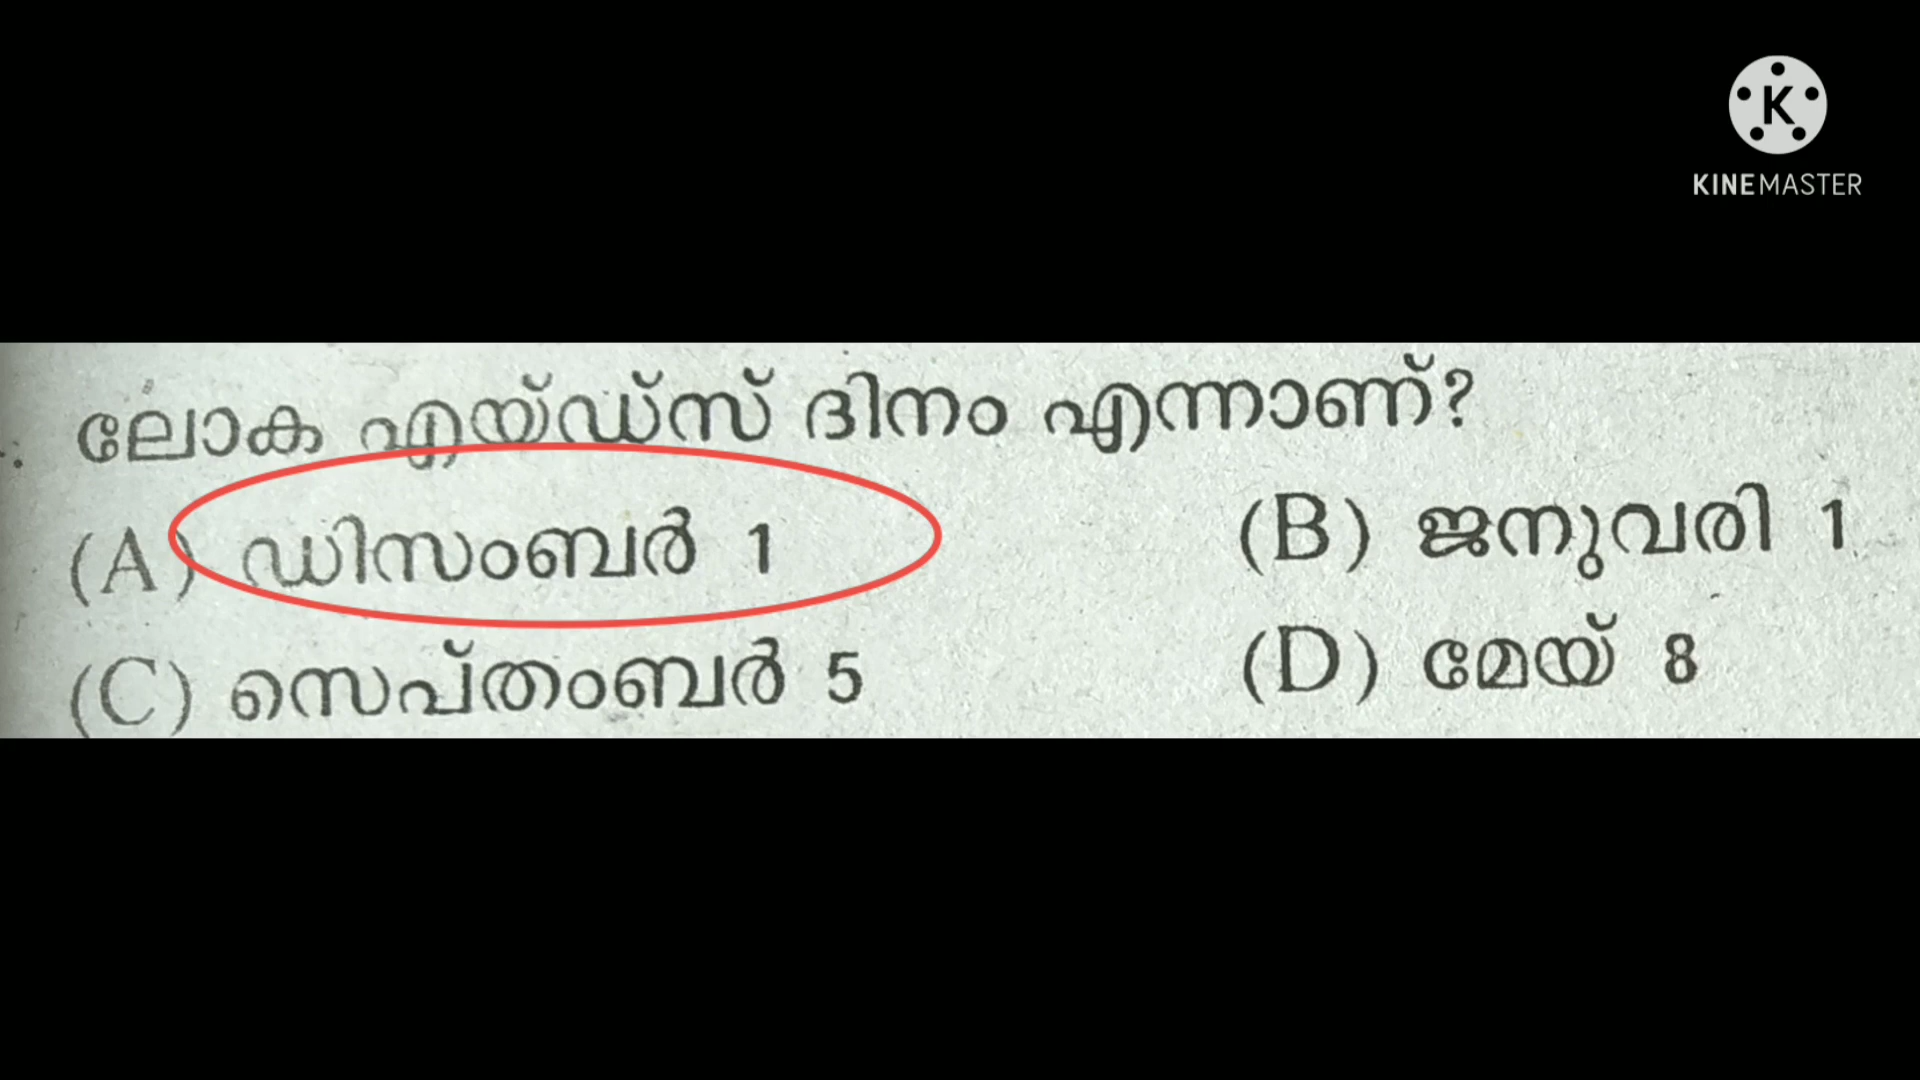 K
KINEMASTER
ലോക എയ്ഡ്സ് ദിനം എന്നാണ്?
(A) ഡിസംബർ 1 (B) ജനുവരി 1
(C) സെപ്തംബർ 5 (D) മേയ് 8